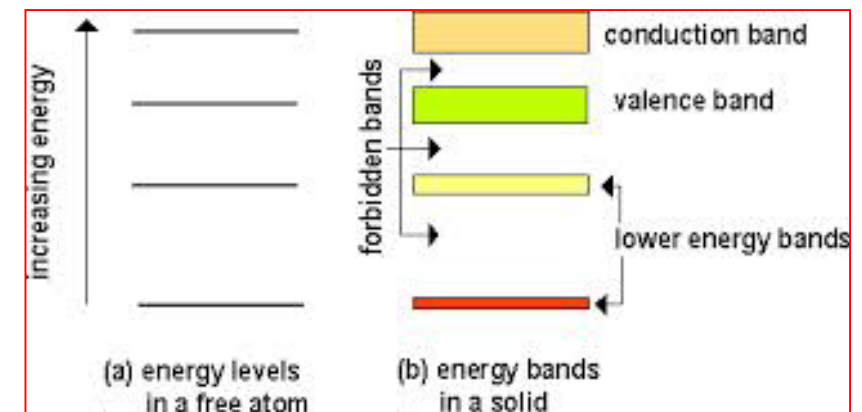 conduction band
increasing energy
forbidden bands
valence band
lower energy bands
(a) energy levels
in a free atom
(b) energy bands
in a solid